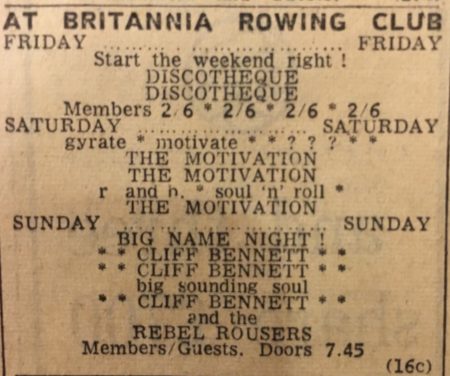 AT BRITANNIA ROWING CLUB
FRIDAY ......... .. ............... FRIDAY
Start the weekend right !
DISCOTHEQUE
DISCOTHEQUE
Members 2/6 * 2/6 * 2/6 * 2/6
SATURDAY ........................ SATURDAY
gyrate * motivate * * ? ? ? * *
THE MOTIVATION
THE MOTIVATION
r and b. * soul 'n' roll *
THE MOTIVATION
SUNDAY ................................ SUNDAY
BIG NAME NIGHT !
* * CLIFF BENNETT * *
* * CLIFF BENNETT * *
big sounding soul
* * CLIFF BENNETT * *
and the
REBEL ROUSERS
Members/Guests. Doors 7.45
(16c)